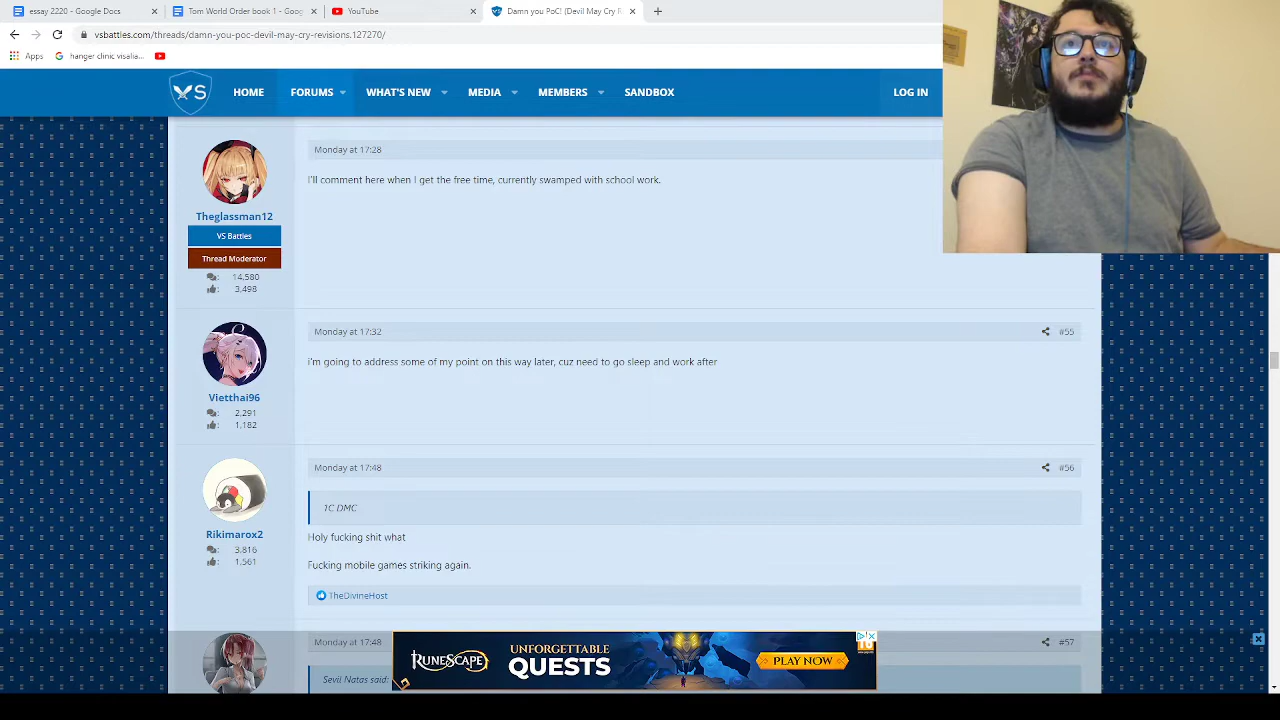 essay 2220 - Google Docs
Tom World Order book 1 - Goog
YouTube
Damn you PoC! (Devil May Cry R
vsbattles.com/threads/damn-you-poc-devil-may-cry-revisions.127270/
Apps
hanger clinic visalia...
VS
HOME
FORUMS
WHAT'S NEW
MEDIA
MEMBERS
SANDBOX
LOG IN
Monday at 17:28
I'll comment here when I get the free time, currently swamped with school work.
Theglassman12
VS Battles
Thread Moderator
14,580
3,498
Monday at 17:32
#55
I'm going to address some of my point on this way later, cuz need to go sleep and work after
Vietthai96
2,291
1,182
Monday at 17:48
#56
1C DMC
Holy fucking shit what
Fucking mobile games striking again.
Rikimarox2
3,816
1,561
TheDivineHost
Monday at 17:48
#57
RUNESCAPE
UNFORGETTABLE
QUESTS
PLAY NOW